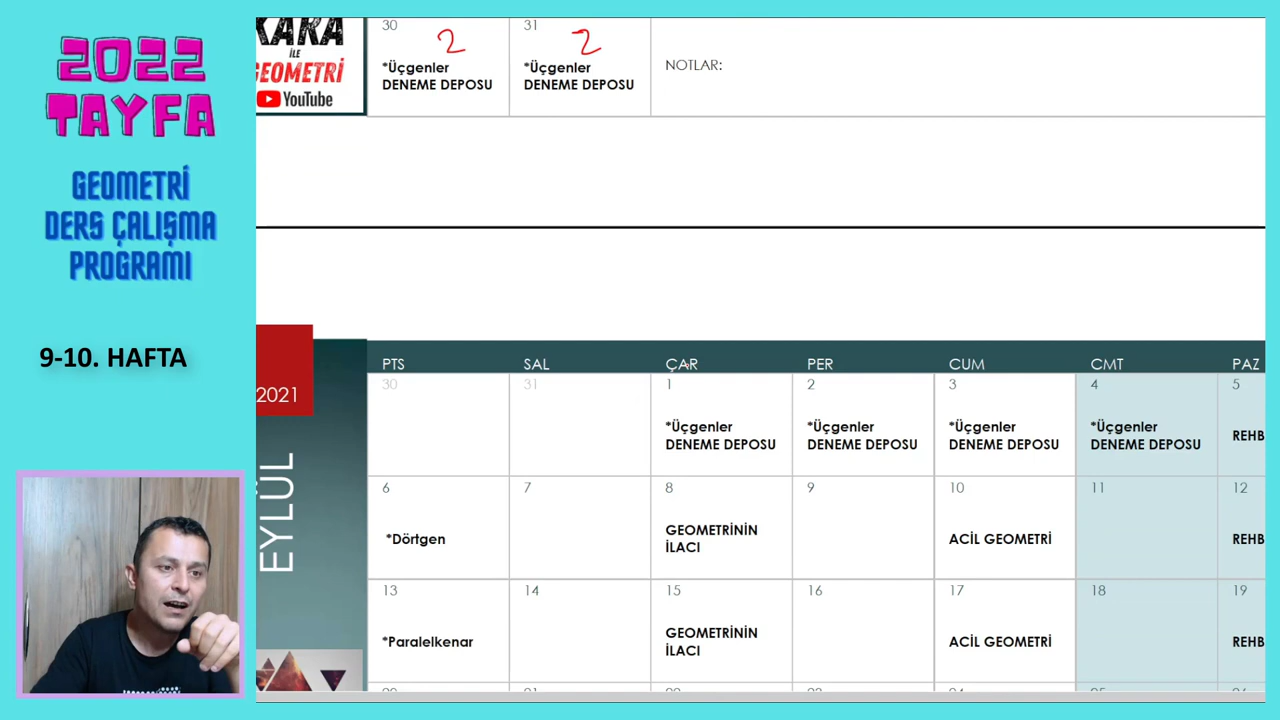 2022
TAYFA
GEOMETRİ
DERS ÇALIŞMA
PROGRAMI
9-10. HAFTA
KARA
İLE
GEOMETRİ
YouTube
30
31
2
2
*Üçgenler
DENEME DEPOSU
*Üçgenler
DENEME DEPOSU
NOTLAR:
2021
EYLÜL
PTS
SAL
ÇAR
PER
CUM
CMT
PAZ
30
31
1
2
3
4
5
*Üçgenler
DENEME DEPOSU
*Üçgenler
DENEME DEPOSU
*Üçgenler
DENEME DEPOSU
*Üçgenler
DENEME DEPOSU
REHB
6
7
8
9
10
11
12
*Dörtgen
GEOMETRİNİN
İLACI
ACİL GEOMETRİ
REHB
13
14
15
16
17
18
19
*Paralelkenar
GEOMETRİNİN
İLACI
ACİL GEOMETRİ
REHB